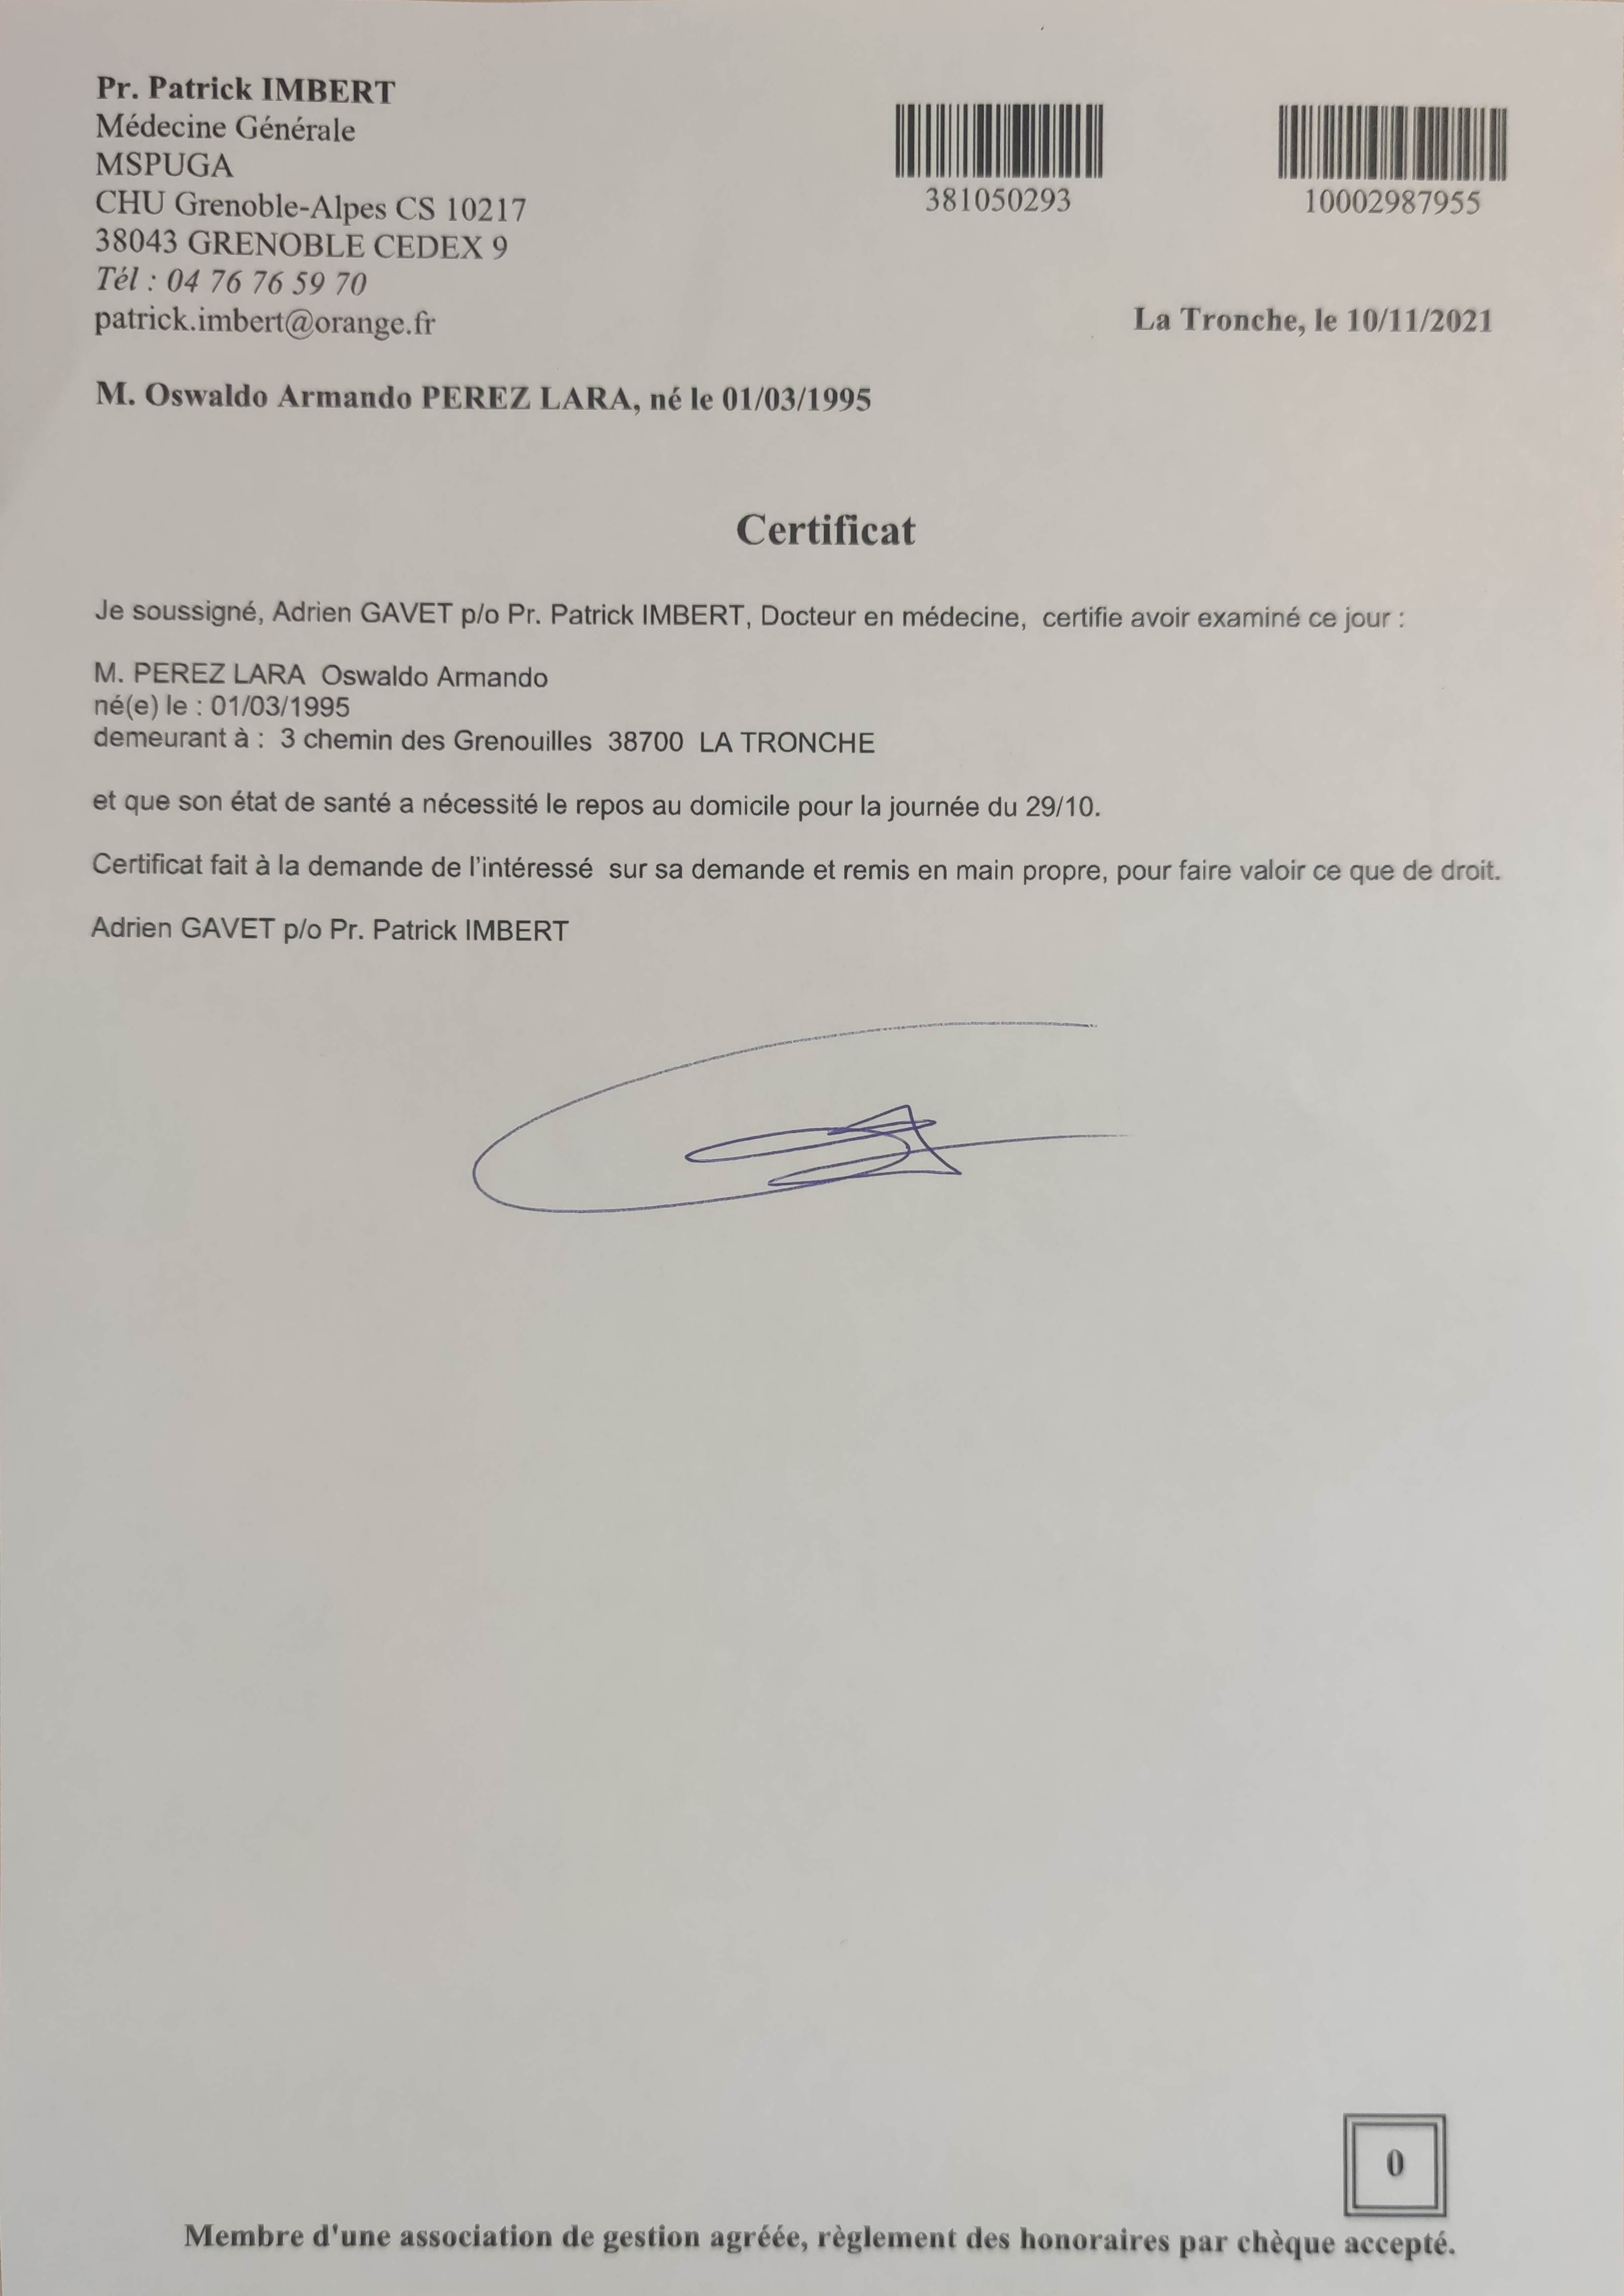 Pr. Patrick IMBERT
Médecine Générale
MSPUGA
CHU Grenoble-Alpes CS 10217
38043 GRENOBLE CEDEX 9
Tél : 04 76 76 59 70
patrick.imbert@orange.fr
381050293
10002987955
La Tronche, le 10/11/2021
M. Oswaldo Armando PEREZ LARA, né le 01/03/1995
Certificat
Je soussigné, Adrien GAVET p/o Pr. Patrick IMBERT, Docteur en médecine, certifie avoir examiné ce jour :
M. PEREZ LARA Oswaldo Armando
né(e) le : 01/03/1995
demeurant à : 3 chemin des Grenouilles 38700 LA TRONCHE
et que son état de santé a nécessité le repos au domicile pour la journée du 29/10.
Certificat fait à la demande de l'intéressé sur sa demande et remis en main propre, pour faire valoir ce que de droit.
Adrien GAVET p/o Pr. Patrick IMBERT
0
Membre d'une association de gestion agréée, règlement des honoraires par chèque accepté.